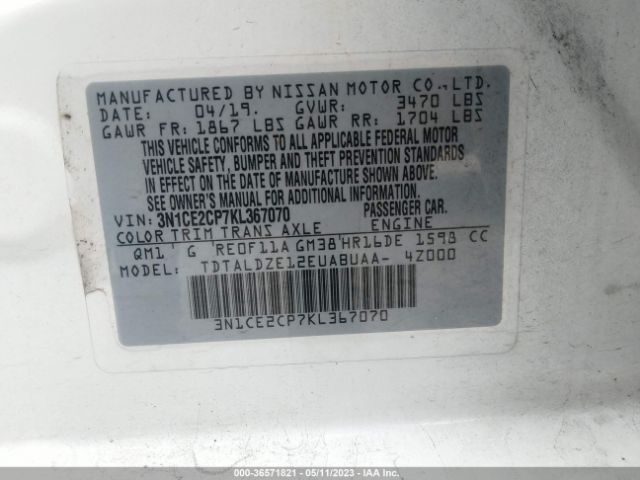 MANUFACTURED BY NISSAN MOTOR CO., LTD.
DATE: 04/19. GVWR: 3470 LBS
GAWR FR: 1867 LBS GAWR RR: 1704 LBS
THIS VEHICLE CONFORMS TO ALL APPLICABLE FEDERAL MOTOR
VEHICLE SAFETY, BUMPER AND THEFT PREVENTION STANDARDS
IN EFFECT ON THE DATE OF MANUFACTURE SHOWN ABOVE.
SEE OWNER'S MANUAL FOR ADDITIONAL INFORMATION.
VIN: 3N1CE2CP7KL367070 PASSENGER CAR.
COLOR TRIM TRANS AXLE ENGINE
QM1' G 'RE0F11A GM38'HR16DE 1598 CC
MODEL: TDTALDZE12EUABUAA- 4Z000
3N1CE2CP7KL367070
000-36571821 - 05/11/2023 - IAA Inc.